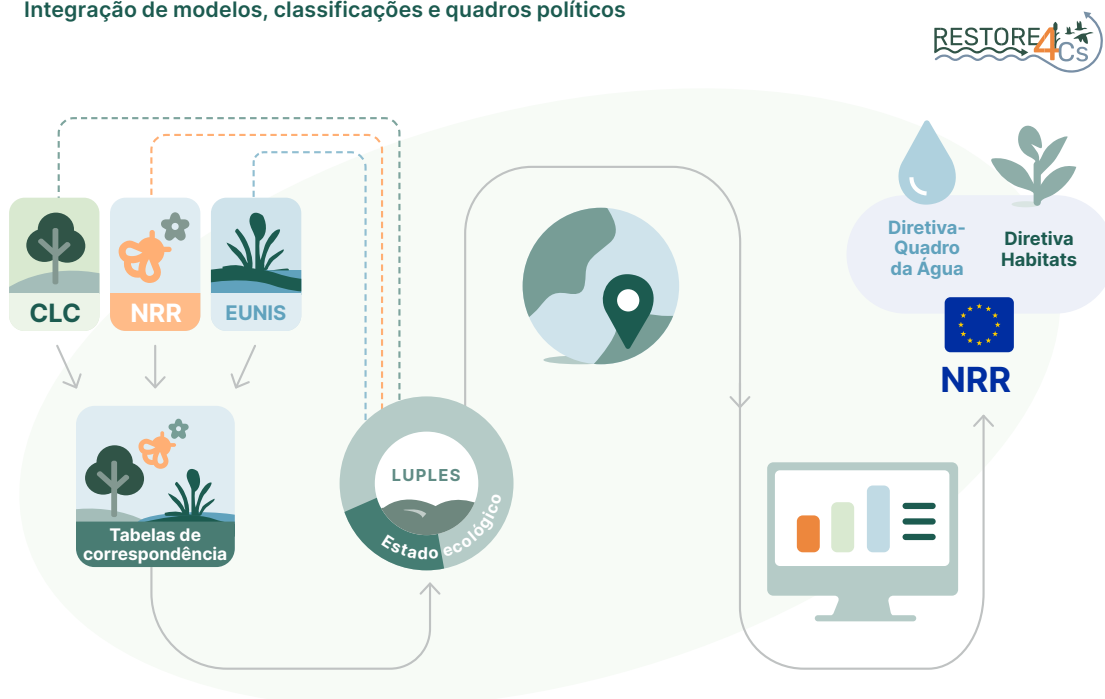 Integração de modelos, classificações e quadros políticos
RESTORE4Cs
CLC
NRR
EUNIS
Diretiva-
Quadro
da Água
Diretiva
Habitats
NRR
LUPLES
Estado ecológico
Tabelas de
correspondência